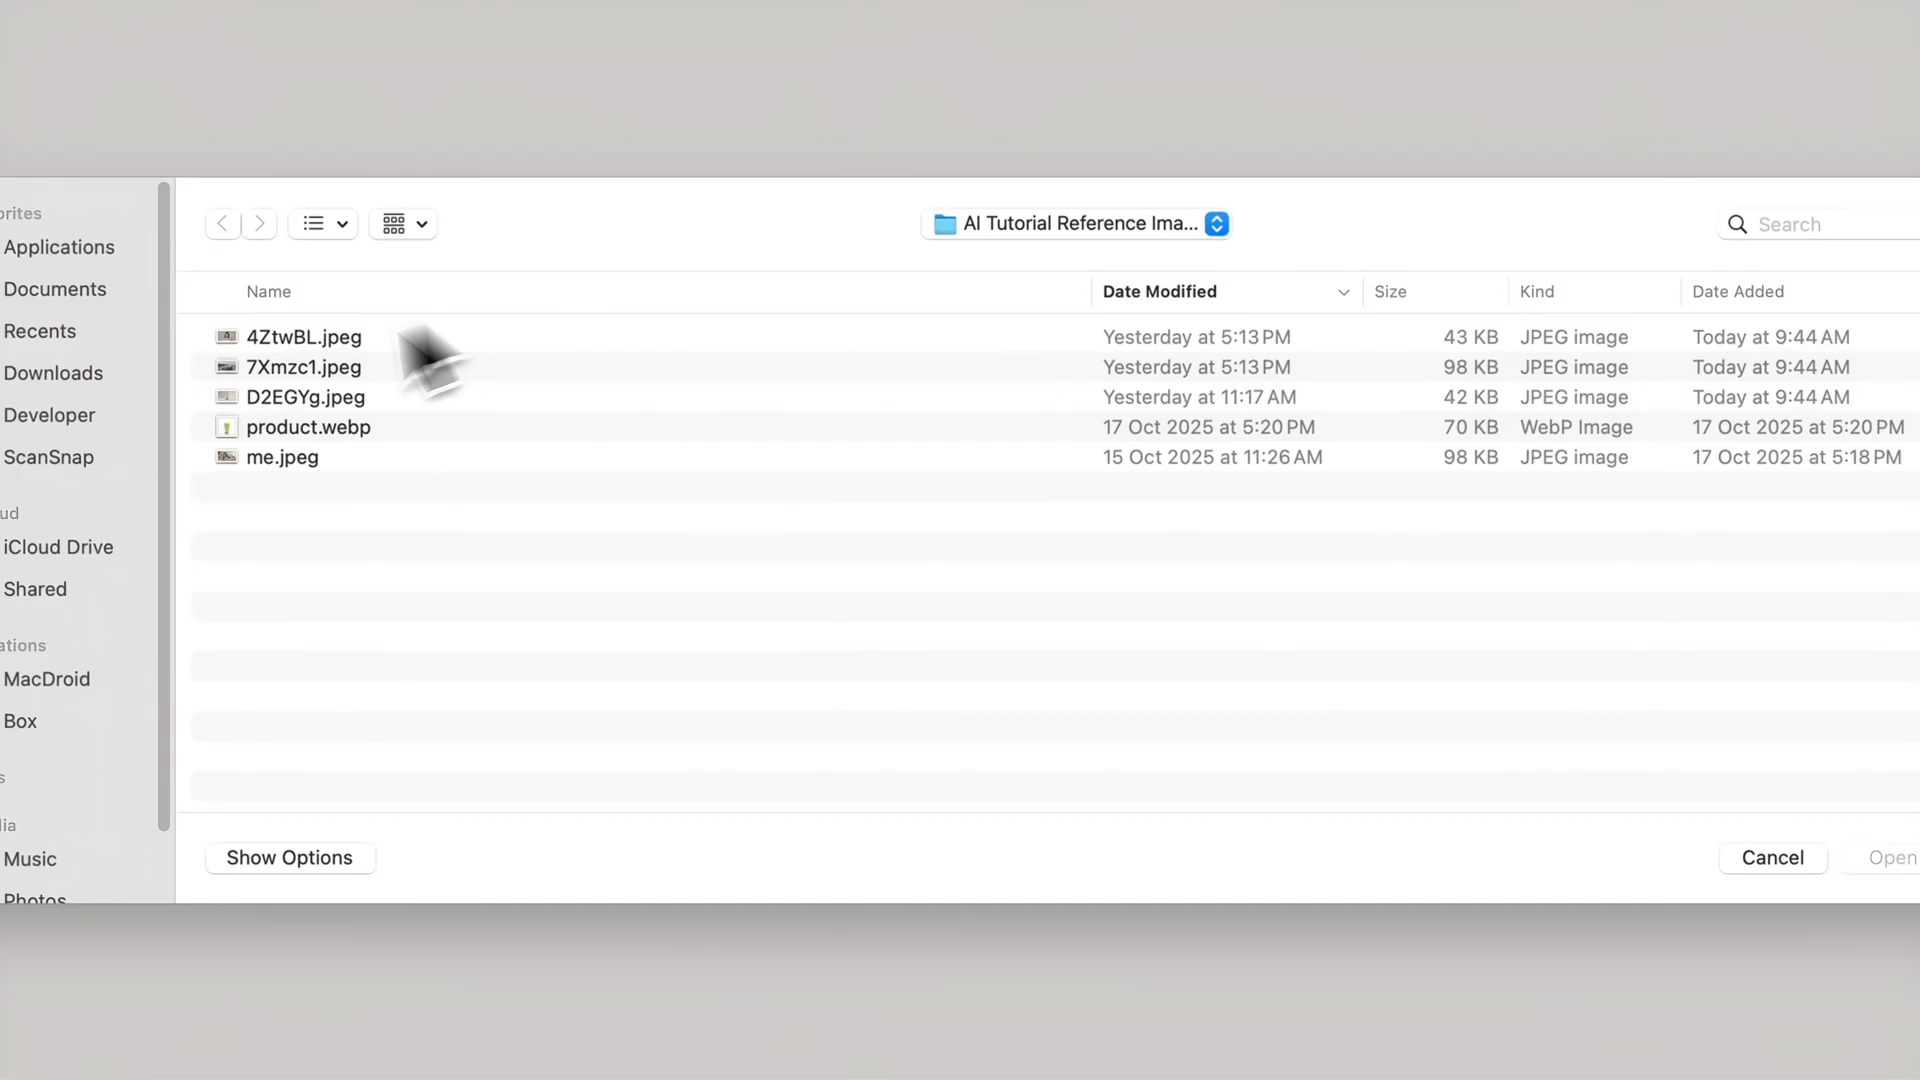 orites
Applications
Documents
Recents
Downloads
Developer
ScanSnap
ud
iCloud Drive
Shared
ations
MacDroid
Box
s
lia
Music
Photos
AI Tutorial Reference Ima...
Search
Name Date Modified Size Kind Date Added
4ZtwBL.jpeg Yesterday at 5:13 PM 43 KB JPEG image Today at 9:44 AM
7Xmzc1.jpeg Yesterday at 5:13 PM 98 KB JPEG image Today at 9:44 AM
D2EGYg.jpeg Yesterday at 11:17 AM 42 KB JPEG image Today at 9:44 AM
product.webp 17 Oct 2025 at 5:20 PM 70 KB WebP Image 17 Oct 2025 at 5:20 PM
me.jpeg 15 Oct 2025 at 11:26 AM 98 KB JPEG image 17 Oct 2025 at 5:18 PM
Show Options Cancel Open